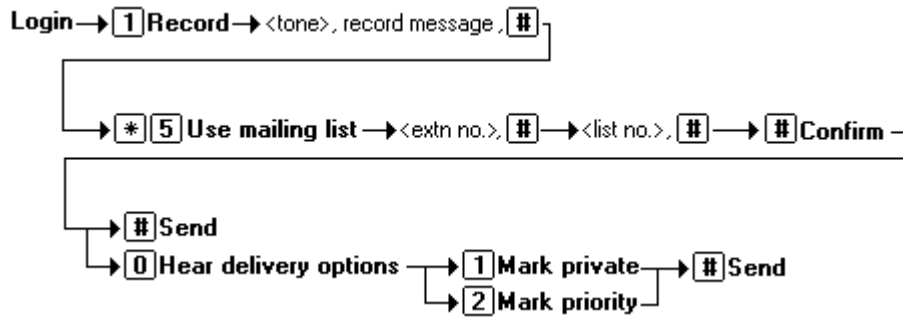 Login 1 Record <tone>, record message, #
* 5 Use mailing list <extn no.>, # <list no.>, # # Confirm
# Send
0 Hear delivery options 1 Mark private # Send
2 Mark priority